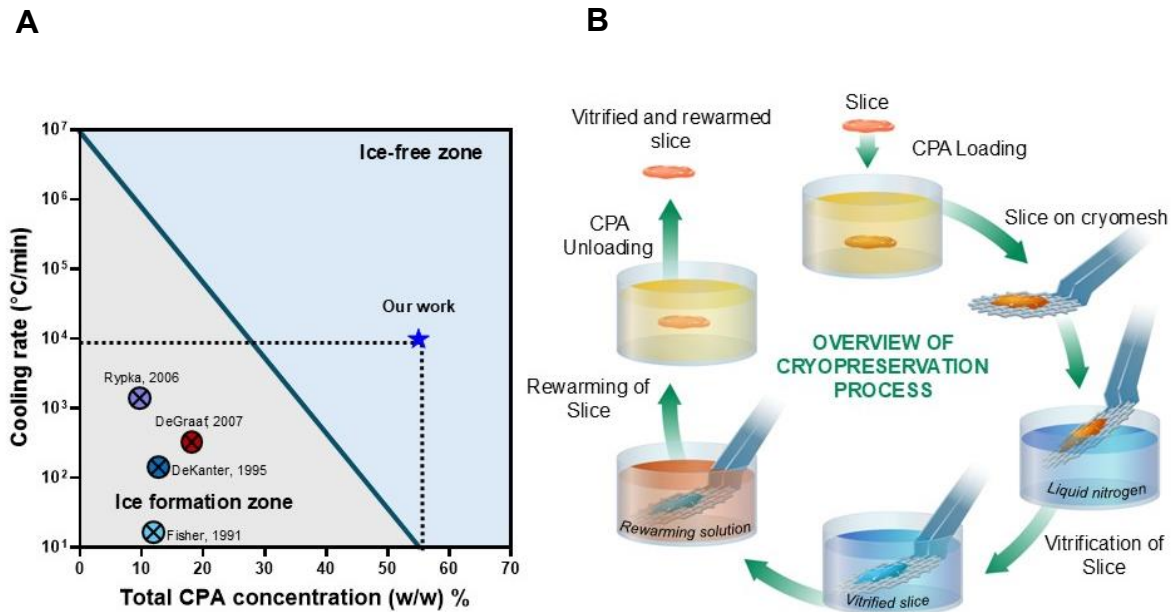 A
B
10⁷
10⁶
10⁵
10⁴
10³
10²
10¹
Cooling rate (°C/min)
Ice-free zone
Our work
Rypka, 2006
DeGraaf, 2007
DeKanter, 1995
Ice formation zone
Fisher, 1991
0 10 20 30 40 50 60 70
Total CPA concentration (w/w) %
Vitrified and rewarmed
slice
Slice
CPA Loading
CPA
Unloading
Slice on cryomesh
OVERVIEW OF
CRYOPRESERVATION
PROCESS
Rewarming of
Slice
Liquid nitrogen
Rewarming solution
Vitrified slice
Vitrification of
Slice